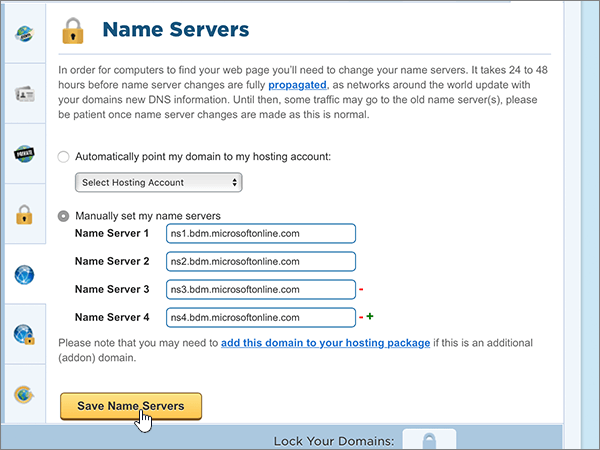 Name Servers
In order for computers to find your web page you'll need to change your name servers. It takes 24 to 48
hours before name server changes are fully propagated, as networks around the world update with
your domains new DNS information. Until then, some traffic may go to the old name server(s), please
be patient once name server changes are made as this is normal.
PRIVATE
Automatically point my domain to my hosting account:
Select Hosting Account
Manually set my name servers
Name Server 1 ns1.bdm.microsoftonline.com
Name Server 2 ns2.bdm.microsoftonline.com
Name Server 3 ns3.bdm.microsoftonline.com -
Name Server 4 ns4.bdm.microsoftonline.com - +
Please note that you may need to add this domain to your hosting package if this is an additional
(addon) domain.
Save Name Servers
Lock Your Domains: